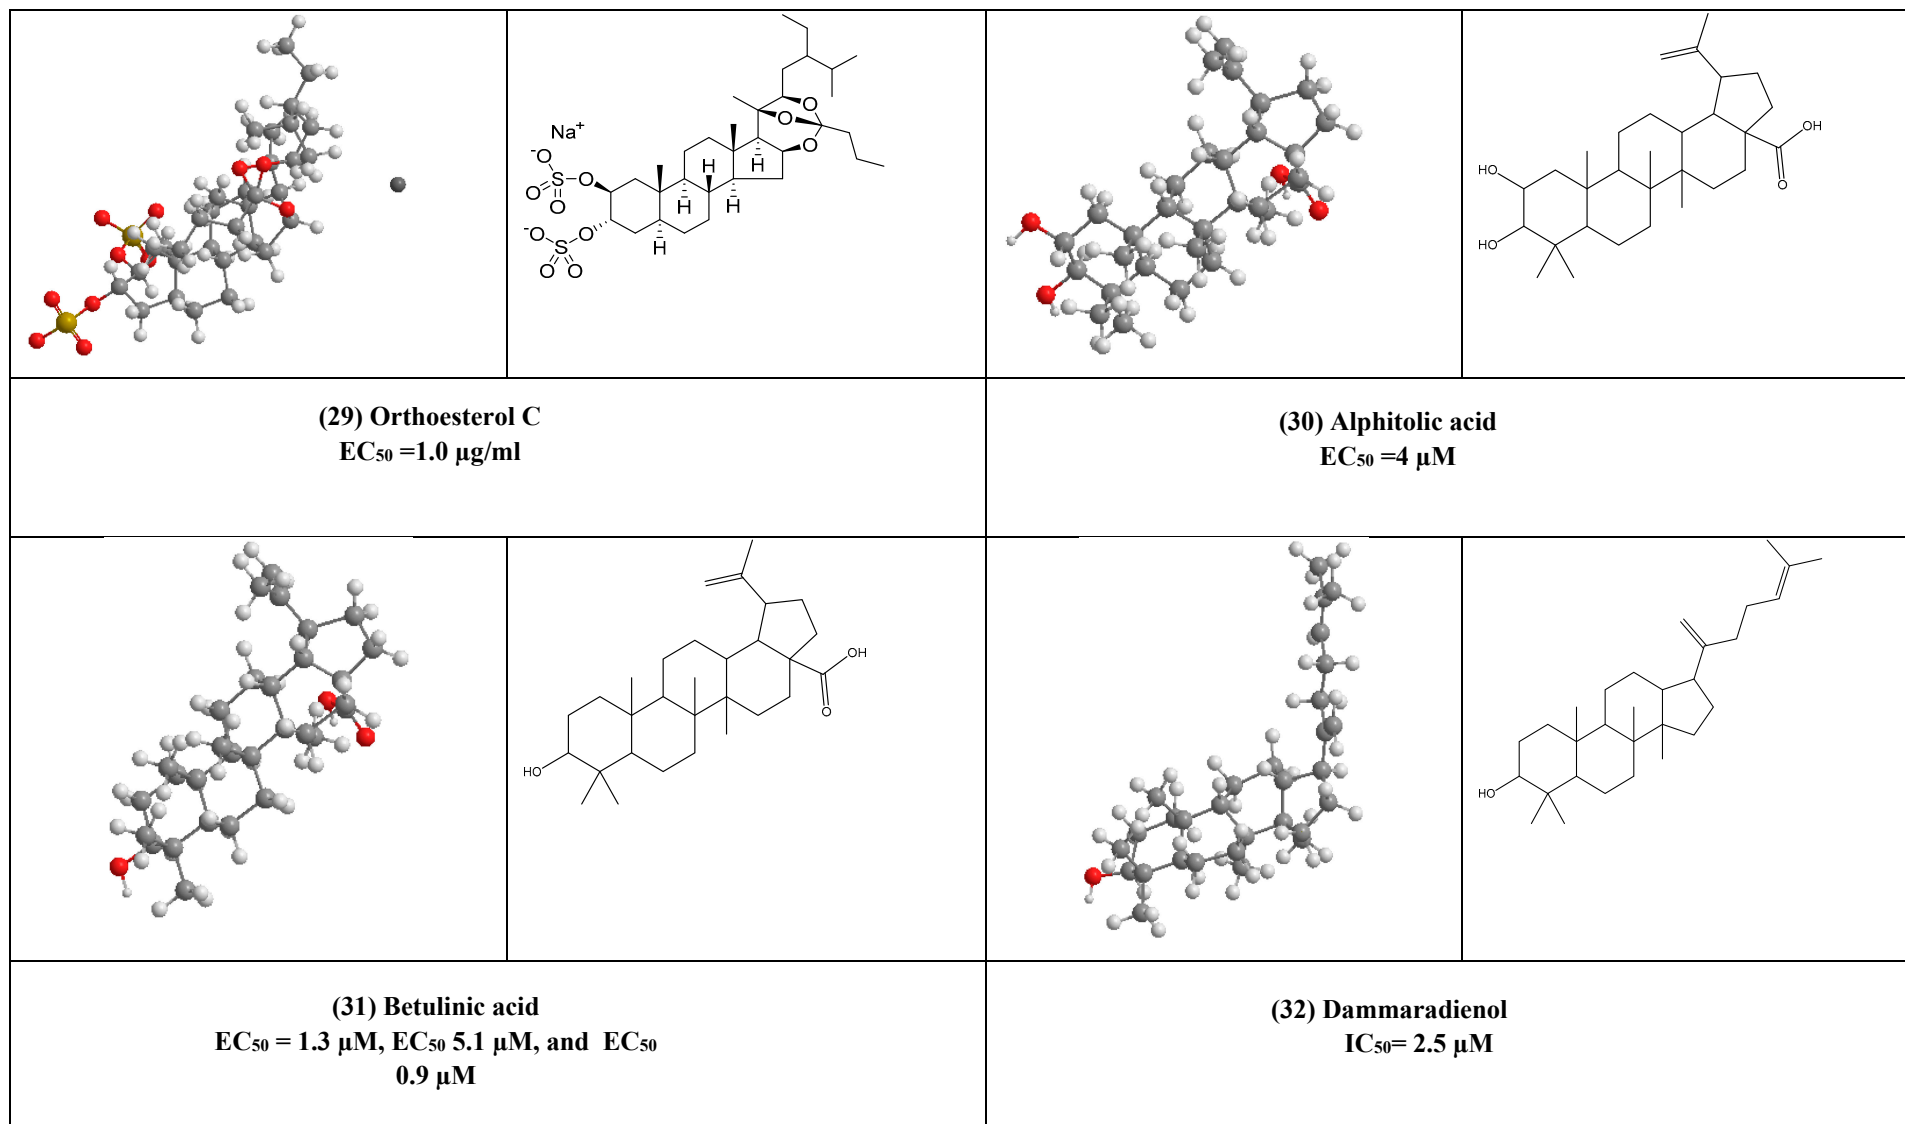 Na⁺
⁻O
S
O
O
O
⁻O
S
O
O
O
O
O
O
H
H
H
H
H
HO
HO
OH
O
(29) Orthoesterol C
EC₅₀ =1.0 µg/ml
(30) Alphitolic acid
EC₅₀ =4 µM
HO
OH
O
HO
(31) Betulinic acid
EC₅₀ = 1.3 µM, EC₅₀ 5.1 µM, and EC₅₀
0.9 µM
(32) Dammaradienol
IC₅₀= 2.5 µM